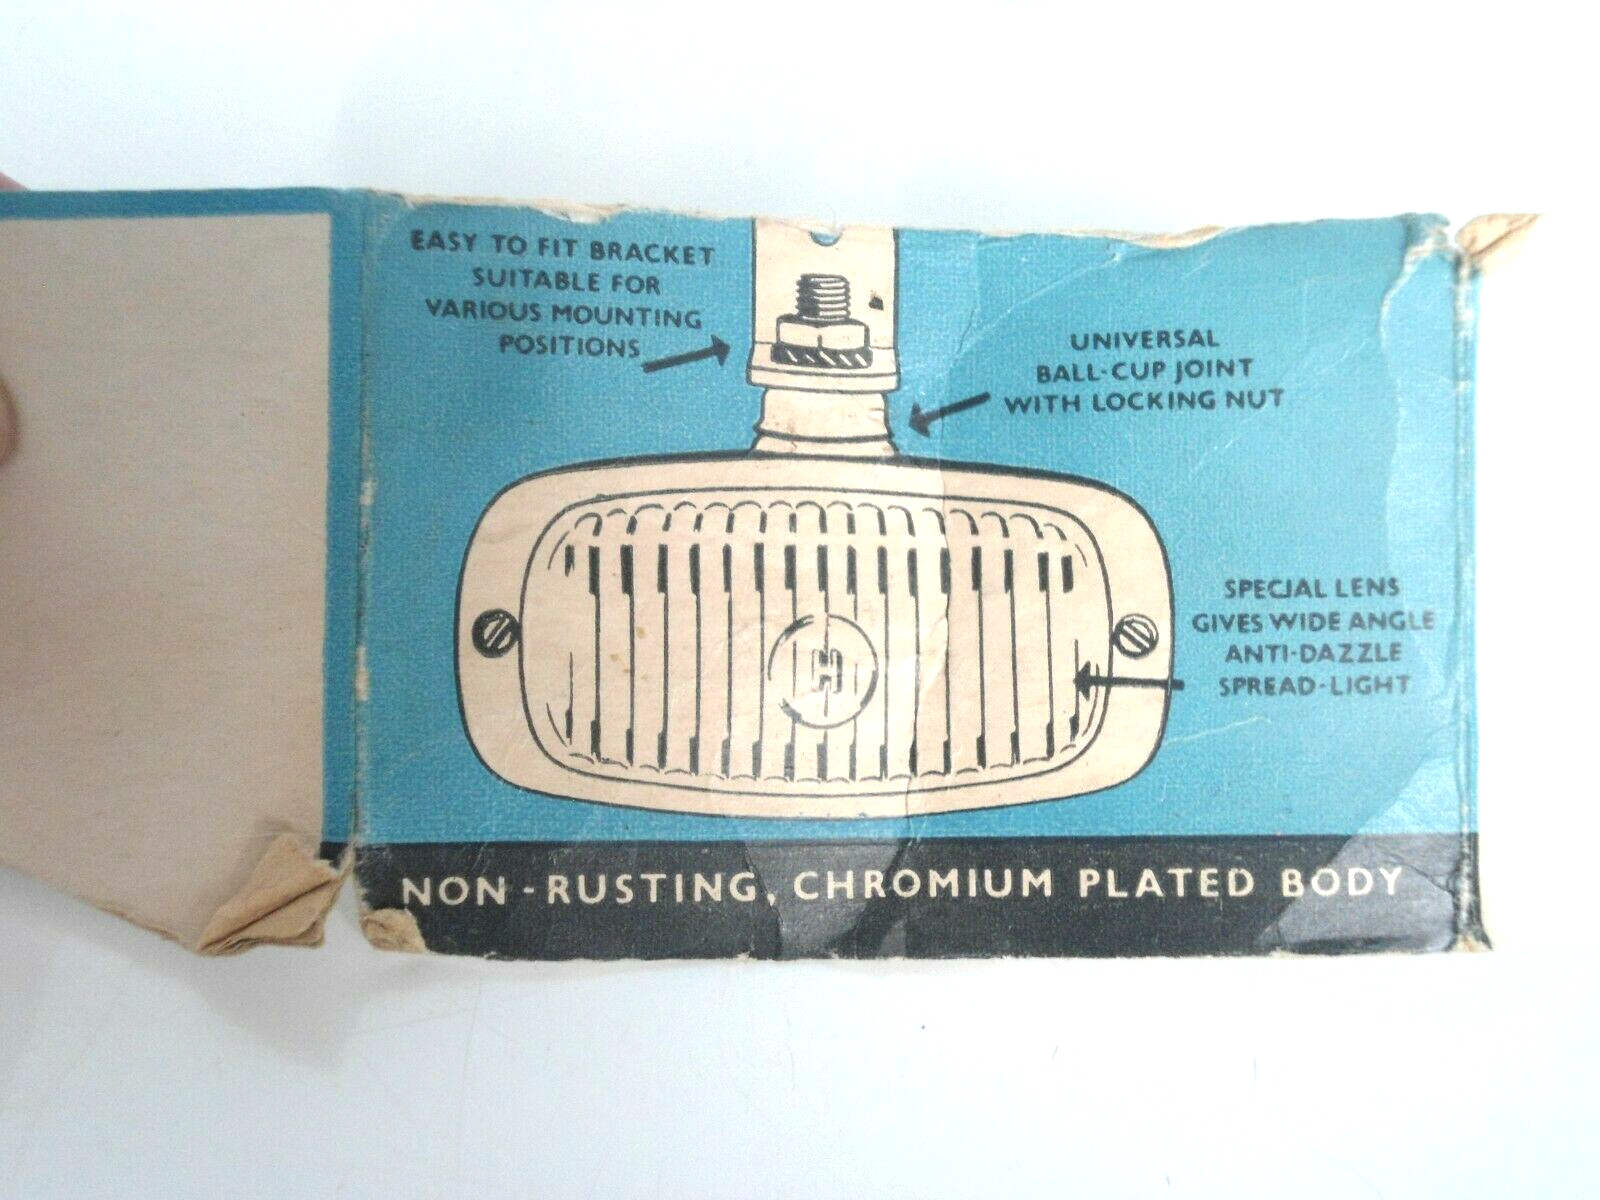 EASY TO FIT BRACKET
SUITABLE FOR
VARIOUS MOUNTING
POSITIONS
UNIVERSAL
BALL-CUP JOINT
WITH LOCKING NUT
SPECIAL LENS
GIVES WIDE ANGLE
ANTI-DAZZLE
SPREAD-LIGHT
H
NON-RUSTING, CHROMIUM PLATED BODY